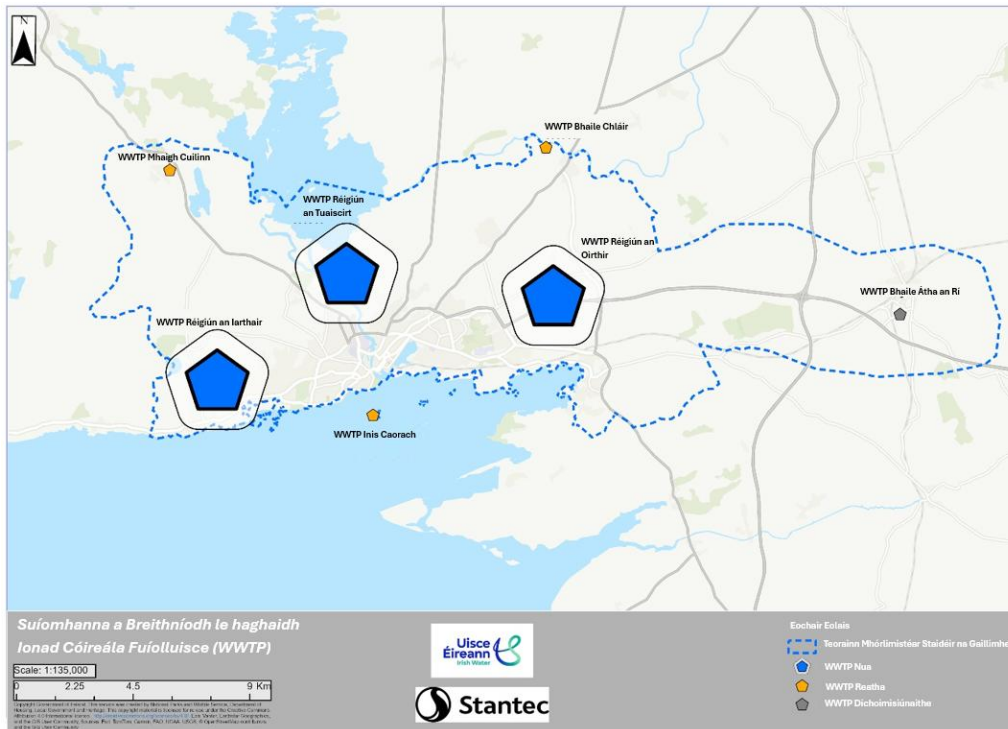 N
WWTP Bhaile Chláir
WWTP Mhaigh Cuilinn
WWTP Réigiún
an Tuaiscirt
WWTP Réigiún an
Oirthir
WWTP Bhaile Átha an Rí
WWTP Réigiún an Iarthair
WWTP Inis Caorach
Suíomhanna a Breithníodh le haghaidh
Ionad Cóireála Fuíolluisce (WWTP)
Scale: 1:135,000
0 2.25 4.5 9 Km
Uisce
Éireann
Irish Water
Stantec
Eochair Eolais
Teorainn Mhórlimistéar Staidéir na Gaillimhe
WWTP Nua
WWTP Reatha
WWTP Díchoimisiúnaithe